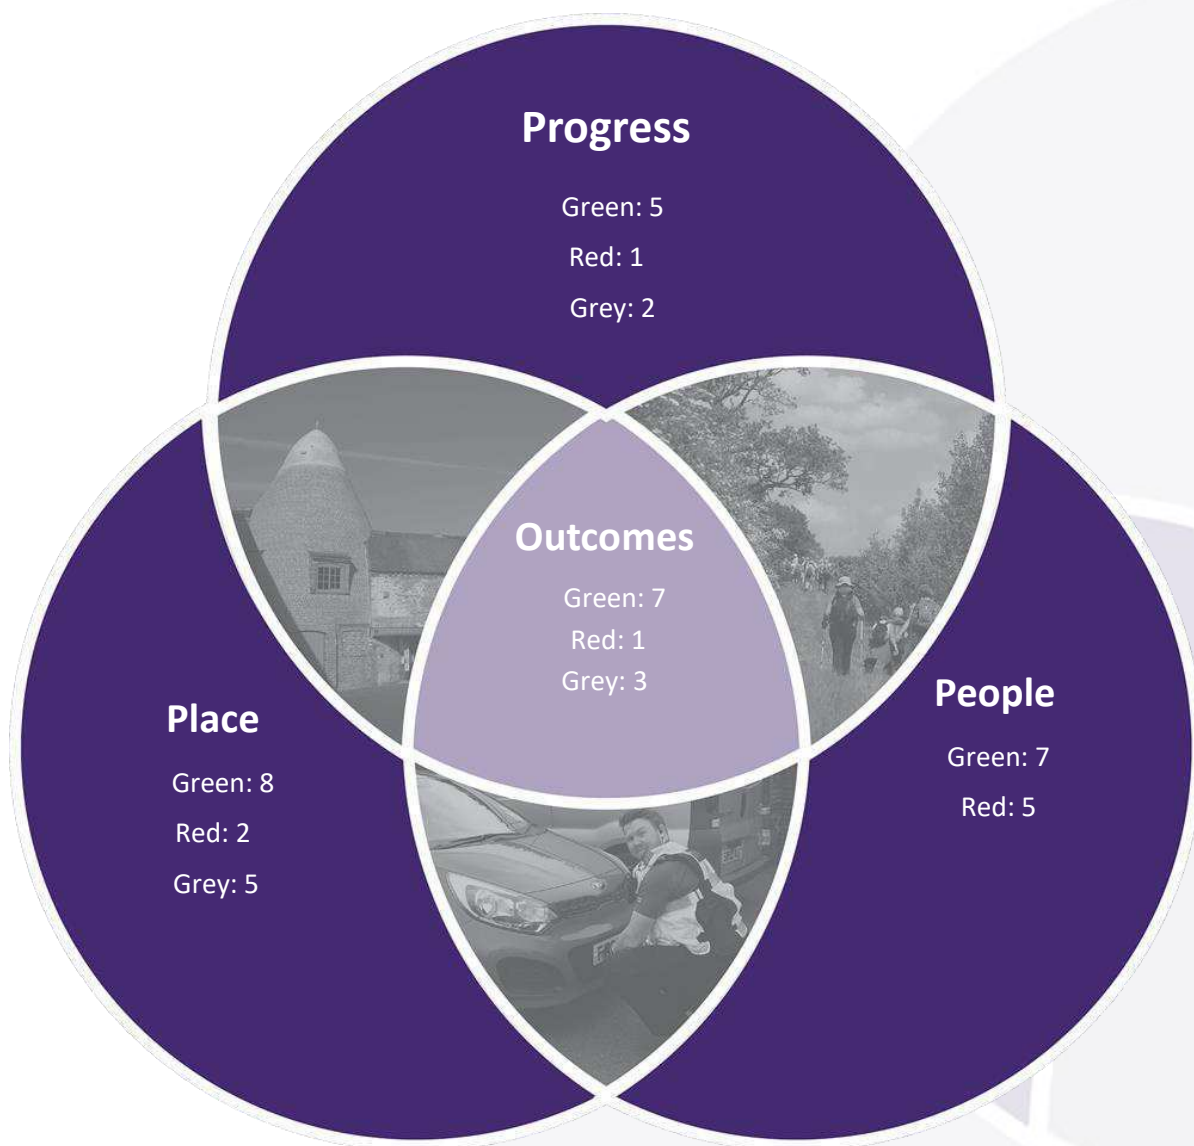 Progress
Green: 5
Red: 1
Grey: 2
Outcomes
Green: 7
Red: 1
Grey: 3
Place
Green: 8
Red: 2
Grey: 5
People
Green: 7
Red: 5